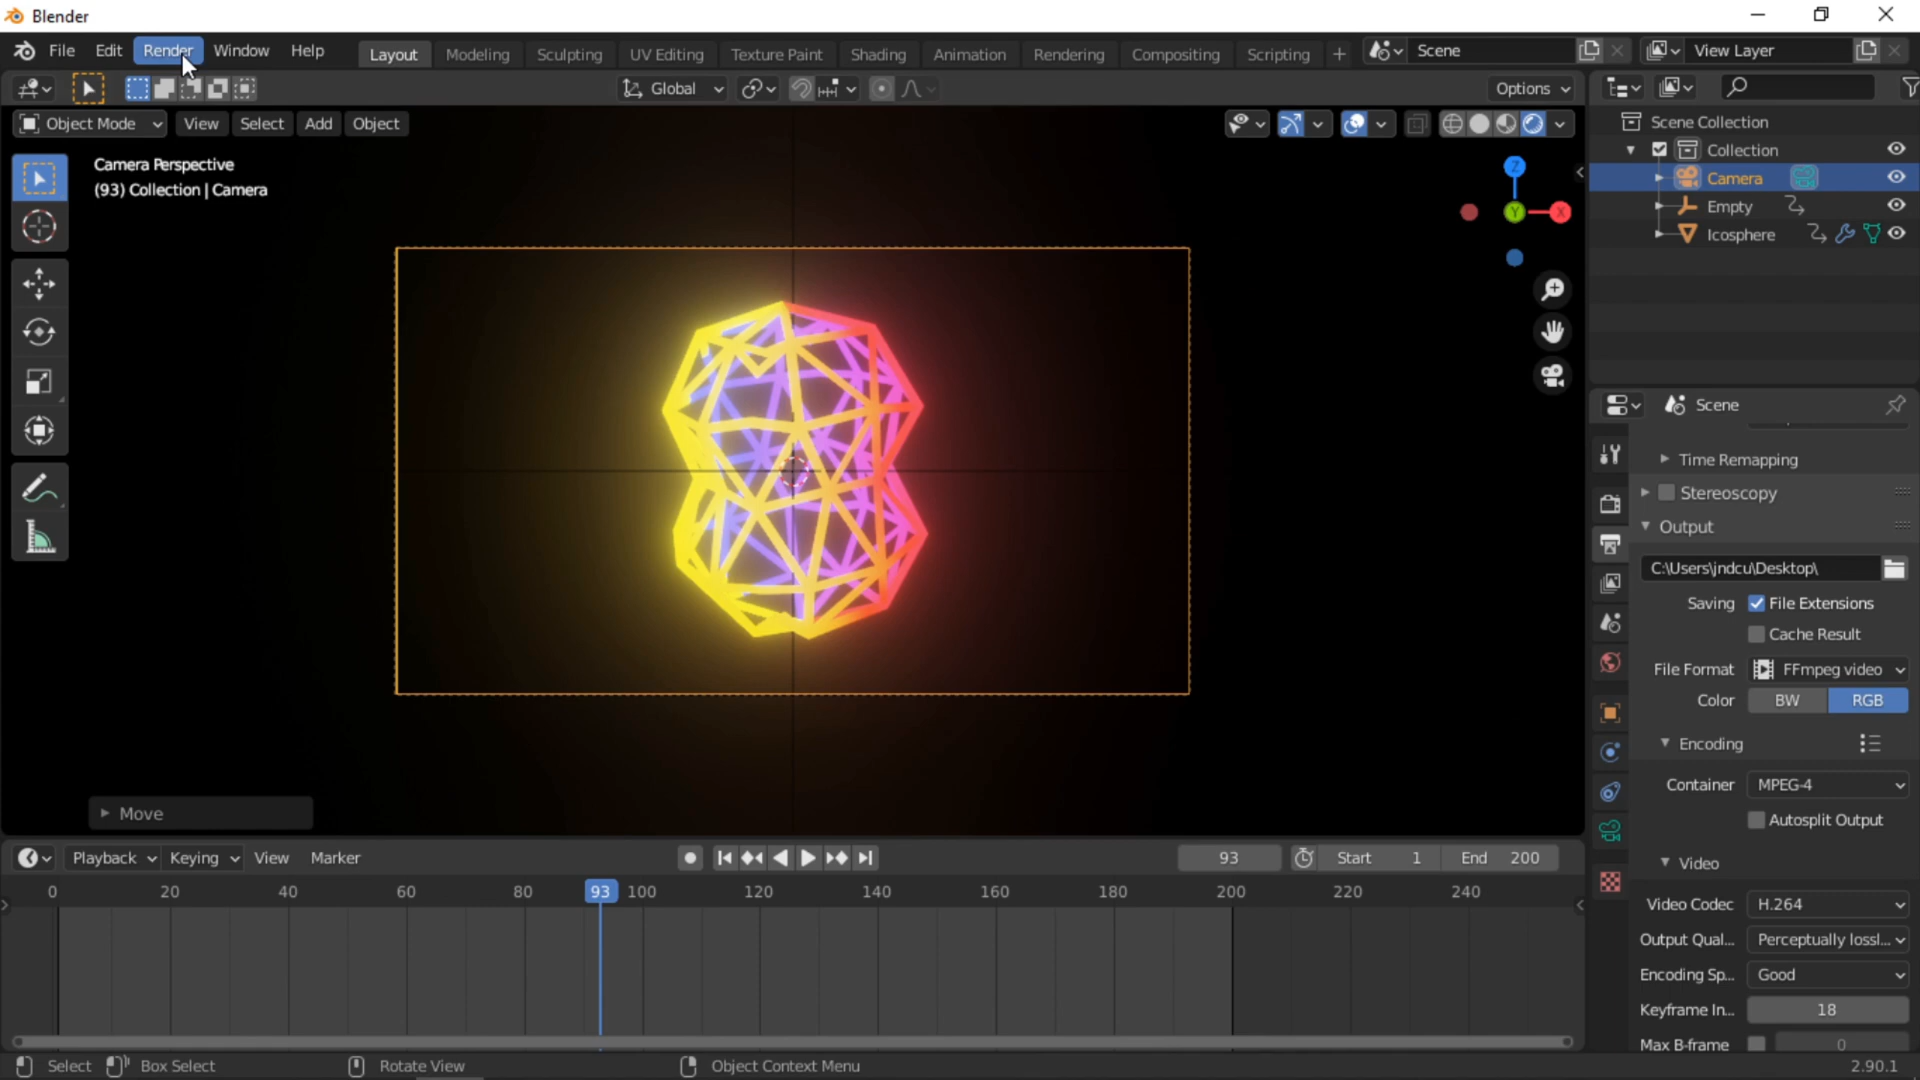 Blender
File Edit Render Window Help Layout Modeling Sculpting UV Editing Texture Paint Shading Animation Rendering Compositing Scripting + Scene View Layer
Global Options
Object Mode View Select Add Object
Camera Perspective
(93) Collection | Camera
Z
Y
X
Move
Scene Collection
Collection
Camera
Empty
Icosphere
Scene
Time Remapping
Stereoscopy
Output
C:\Users\jndcu\Desktop\
Saving File Extensions
Cache Result
File Format FFmpeg video
Color BW RGB
Encoding
Container MPEG-4
Autosplit Output
Video
Video Codec H.264
Output Qual... Perceptually lossl...
Encoding Sp... Good
Keyframe In... 18
Max B-frame 0
Playback Keying View Marker 93 Start 1 End 200
0 20 40 60 80 93 100 120 140 160 180 200 220 240
Select Box Select Rotate View Object Context Menu 2.90.1